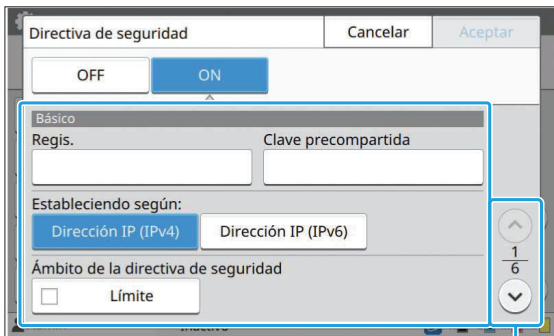 Directiva de seguridad Cancelar Aceptar
OFF ON
Básico
Regis. Clave precompartida
Estableciendo según:
Dirección IP (IPv4) Dirección IP (IPv6)
1
6
Ámbito de la directiva de seguridad
Límite